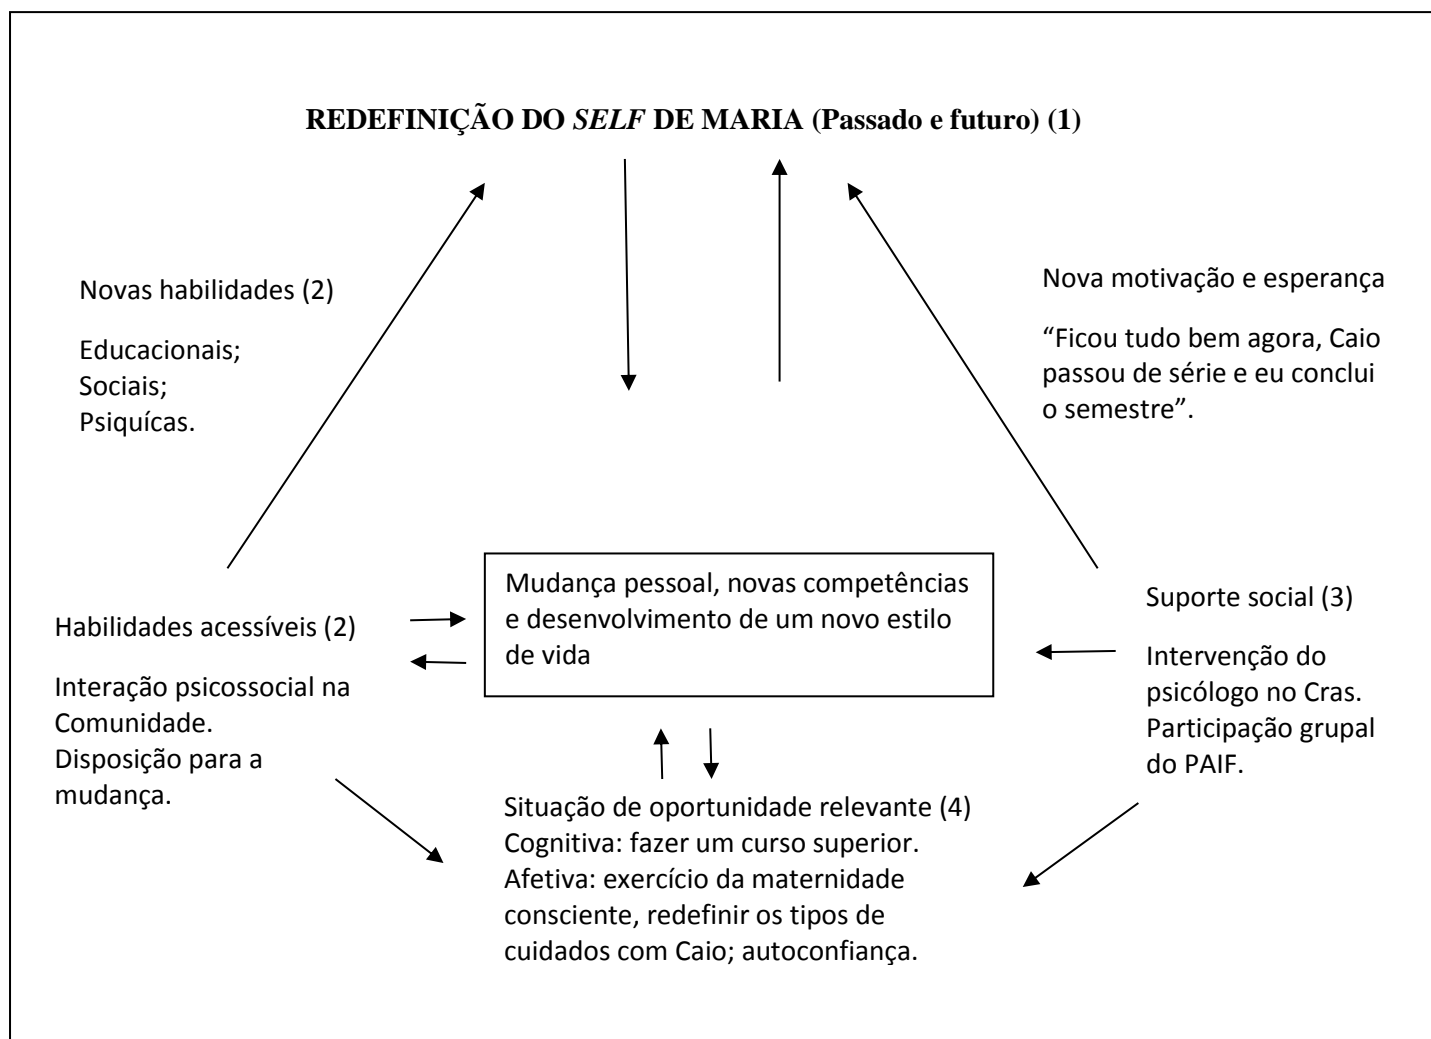 REDEFINIÇÃO DO SELF DE MARIA (Passado e futuro) (1)
Novas habilidades (2)
Educacionais;
Sociais;
Psiquícas.
Nova motivação e esperança
“Ficou tudo bem agora, Caio
passou de série e eu conclui
o semestre”.
Habilidades acessíveis (2)
Interação psicossocial na
Comunidade.
Disposição para a
mudança.
Mudança pessoal, novas competências
e desenvolvimento de um novo estilo
de vida
Suporte social (3)
Intervenção do
psicólogo no Cras.
Participação grupal
do PAIF.
Situação de oportunidade relevante (4)
Cognitiva: fazer um curso superior.
Afetiva: exercício da maternidade
consciente, redefinir os tipos de
cuidados com Caio; autoconfiança.